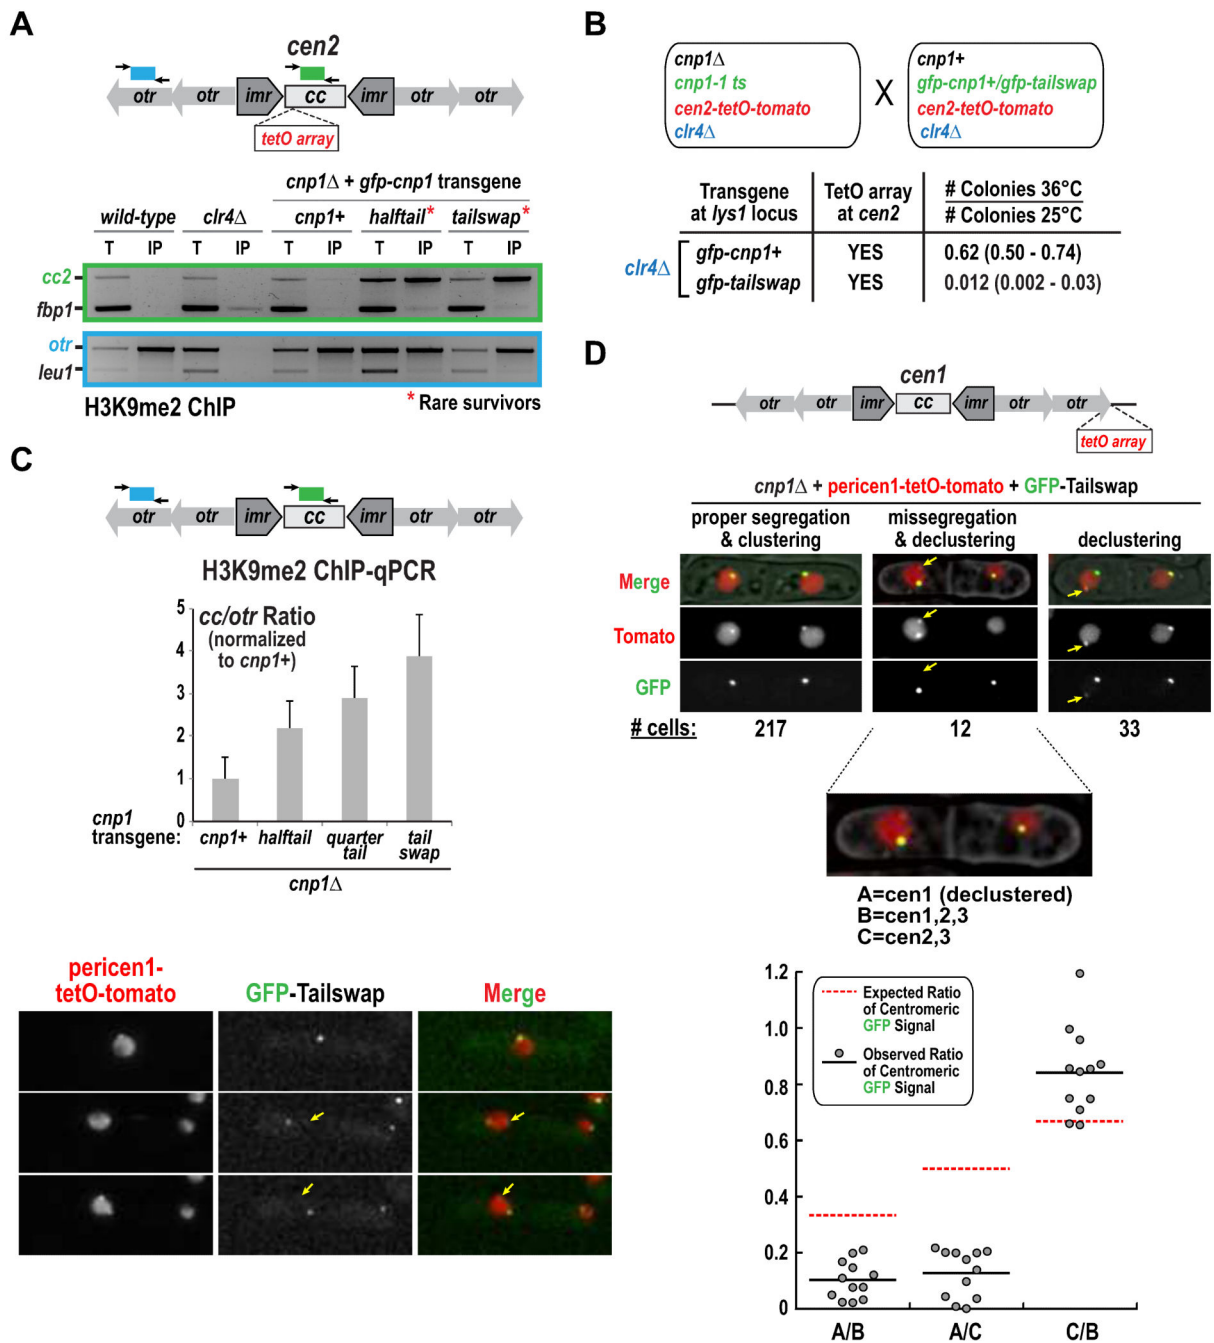 A
cen2
otr otr imr cc imr otr otr
tetO array
cnp1Δ + gfp-cnp1 transgene
wild-type clr4Δ cnp1+ halftail* tailswap*
T IP T IP T IP T IP T IP
cc2
fbp1
otr
leu1
H3K9me2 ChIP
* Rare survivors
B
cnp1Δ
cnp1-1 ts
cen2-tetO-tomato
clr4Δ
X
cnp1+
gfp-cnp1+/gfp-tailswap
cen2-tetO-tomato
clr4Δ
Transgene
at lys1 locus
TetO array
at cen2
# Colonies 36°C
# Colonies 25°C
clr4Δ
gfp-cnp1+ YES 0.62 (0.50 - 0.74)
gfp-tailswap YES 0.012 (0.002 - 0.03)
C
otr otr imr cc imr otr otr
H3K9me2 ChIP-qPCR
cc/otr Ratio
(normalized
to cnp1+)
5
4
3
2
1
0
cnp1
transgene:
cnp1+ halftail quarter
tail
tail
swap
cnp1Δ
pericen1-
tetO-tomato
GFP-Tailswap
Merge
D
cen1
otr otr imr cc imr otr otr
tetO array
cnp1Δ + pericen1-tetO-tomato + GFP-Tailswap
proper segregation
& clustering
missegregation
& declustering
declustering
Merge
Tomato
GFP
# cells: 217 12 33
A=cen1 (declustered)
B=cen1,2,3
C=cen2,3
1.2
1.0
0.8
0.6
0.4
0.2
0
Expected Ratio
of Centromeric
GFP Signal
Observed Ratio
of Centromeric
GFP Signal
A/B A/C C/B